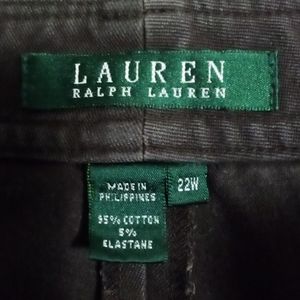 LAUREN
RALPH LAUREN
MADE IN
PHILIPPINES
95% COTTON
5%
ELASTANE
22W